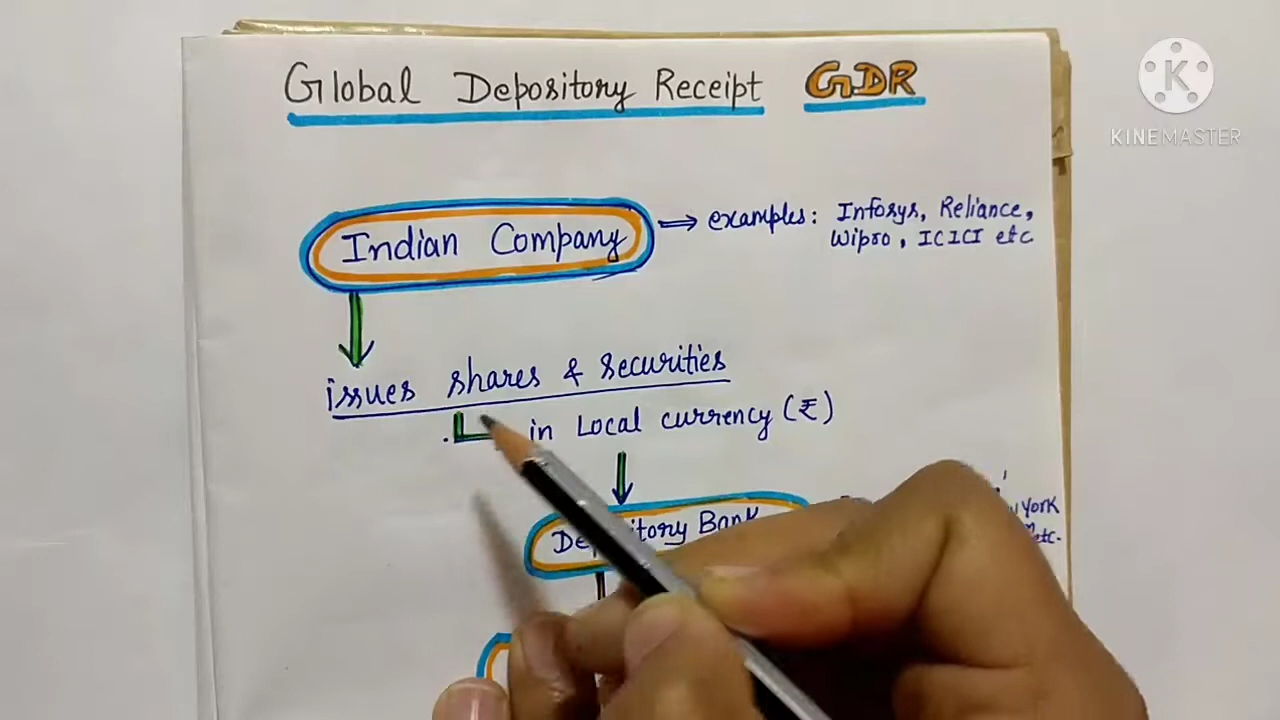 Global Depository Receipt GDR
KINEMASTER
Indian Company → examples: Infosys, Reliance,
Wipro, ICICI etc
issues shares & securities
in Local currency (₹)
Depository Bank
York
etc.